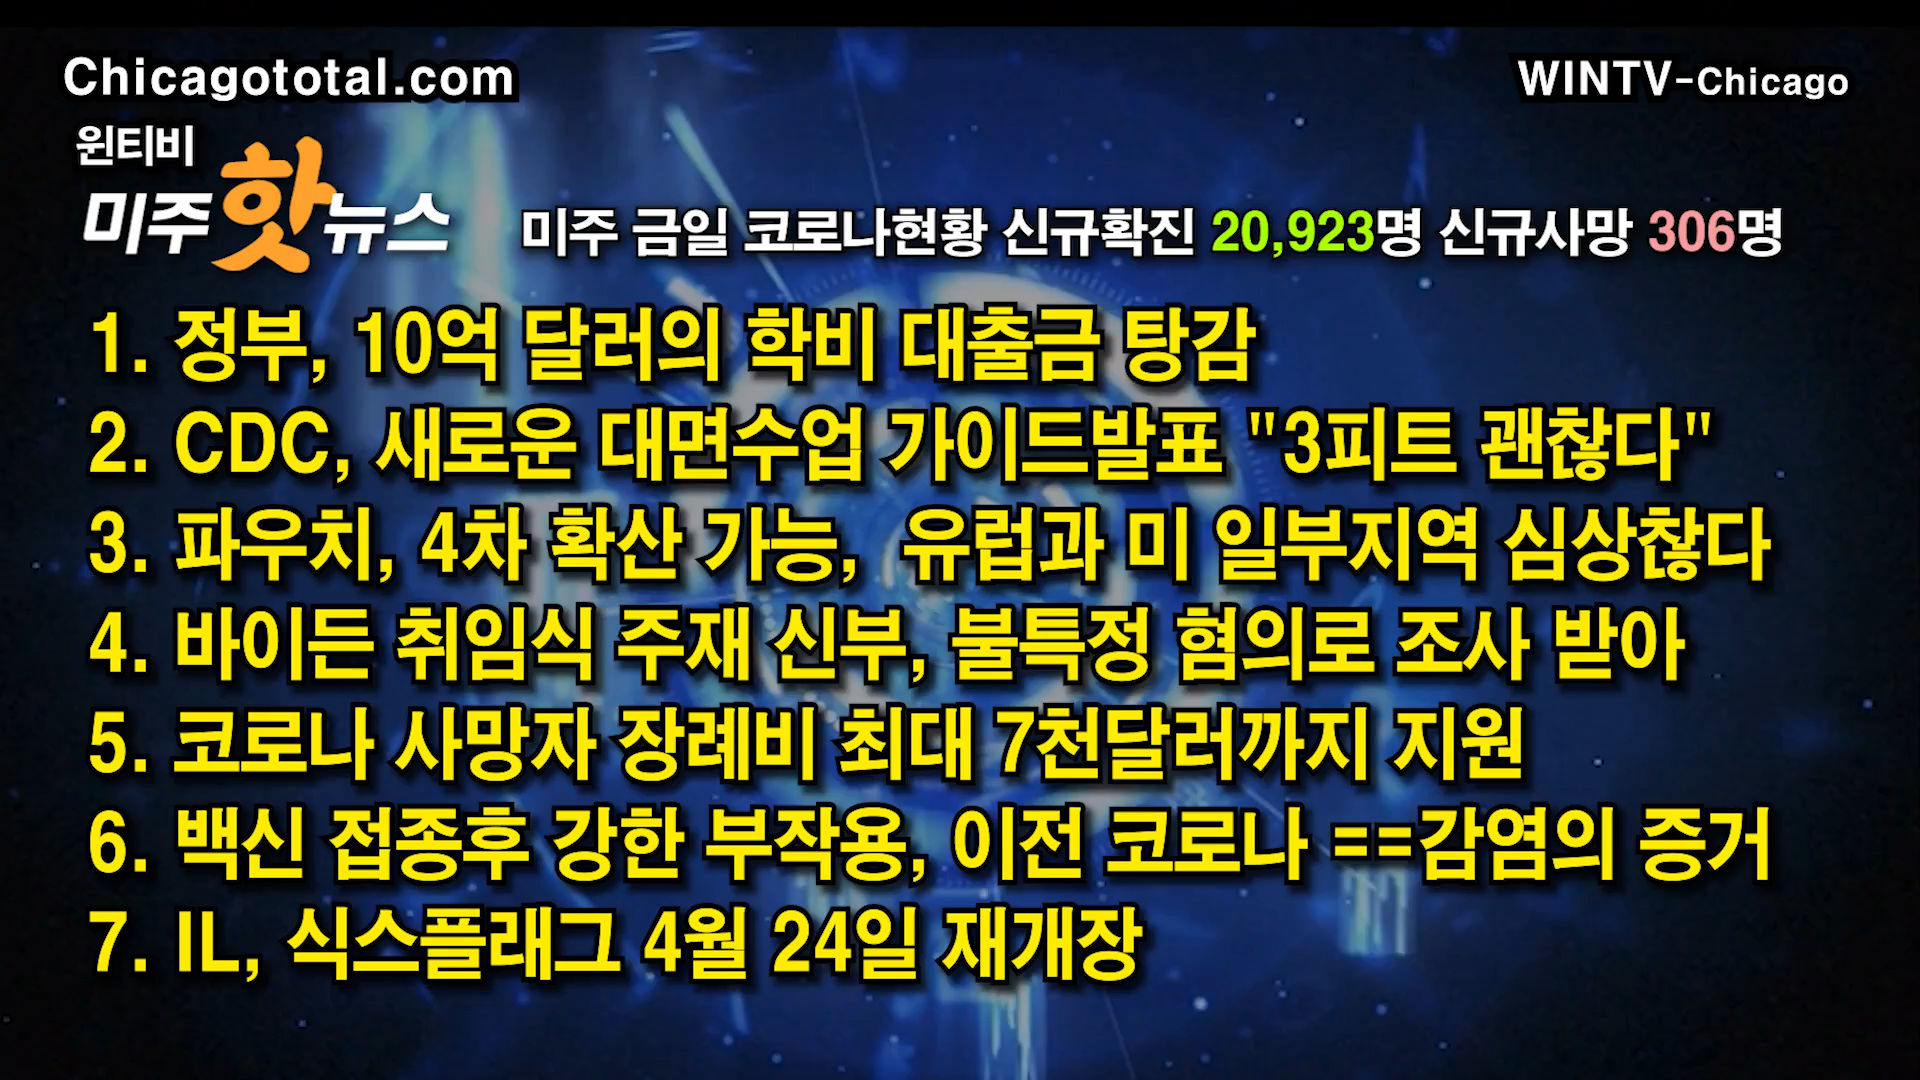 Chicagototal.com
WINTV-Chicago
윈티비
미주핫뉴스
미주 금일 코로나현황 신규확진 20,923명 신규사망 306명
1. 정부, 10억 달러의 학비 대출금 탕감
2. CDC, 새로운 대면수업 가이드발표 "3피트 괜찮다"
3. 파우치, 4차 확산 가능, 유럽과 미 일부지역 심상찮다
4. 바이든 취임식 주재 신부, 불특정 혐의로 조사 받아
5. 코로나 사망자 장례비 최대 7천달러까지 지원
6. 백신 접종후 강한 부작용, 이전 코로나 ==감염의 증거
7. IL, 식스플래그 4월 24일 재개장